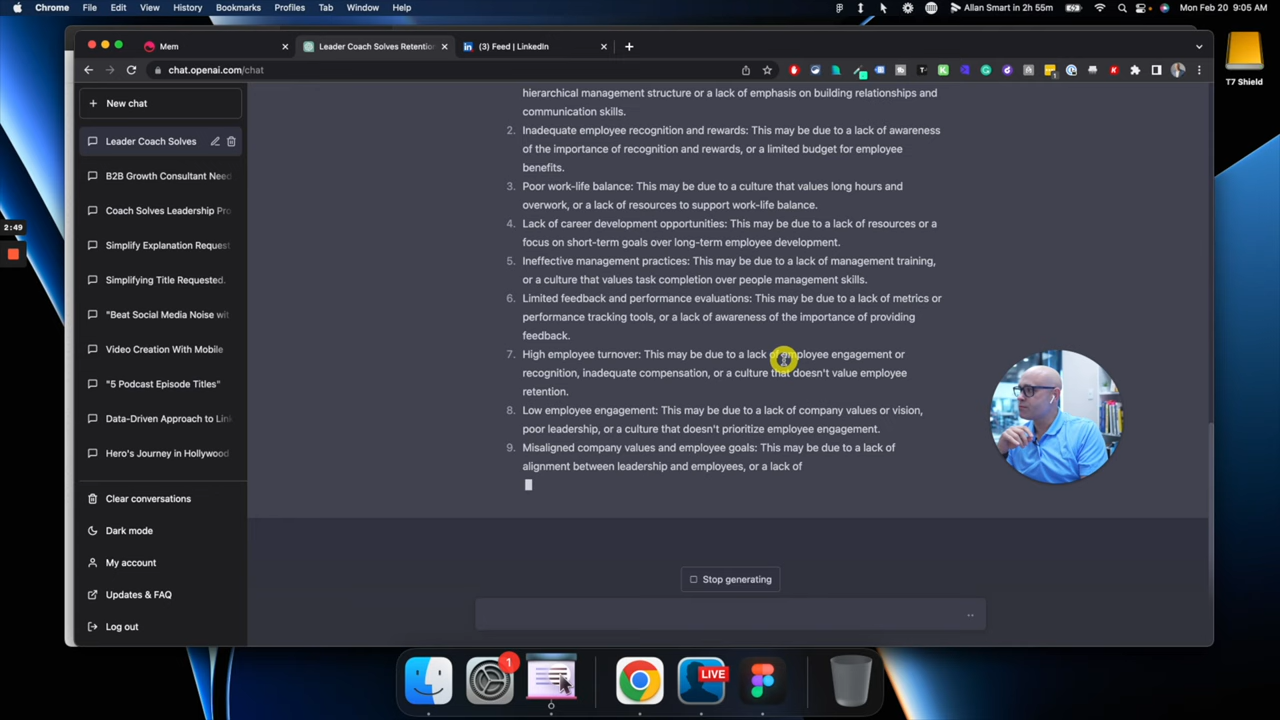 Chrome File Edit View History Bookmarks Profiles Tab Window Help
Allan Smart in 2h 55m
Mon Feb 20 9:05 AM
Mem
Leader Coach Solves Retentio
(3) Feed | LinkedIn
chat.openai.com/chat
T7 Shield
New chat
Leader Coach Solves
B2B Growth Consultant Need
Coach Solves Leadership Pro
Simplify Explanation Request
Simplifying Title Requested.
"Beat Social Media Noise wit
Video Creation With Mobile
"5 Podcast Episode Titles"
Data-Driven Approach to Link
Hero's Journey in Hollywood
Clear conversations
Dark mode
My account
Updates & FAQ
Log out
2:49
hierarchical management structure or a lack of emphasis on building relationships and
communication skills.
2. Inadequate employee recognition and rewards: This may be due to a lack of awareness
of the importance of recognition and rewards, or a limited budget for employee
benefits.
3. Poor work-life balance: This may be due to a culture that values long hours and
overwork, or a lack of resources to support work-life balance.
4. Lack of career development opportunities: This may be due to a lack of resources or a
focus on short-term goals over long-term employee development.
5. Ineffective management practices: This may be due to a lack of management training,
or a culture that values task completion over people management skills.
6. Limited feedback and performance evaluations: This may be due to a lack of metrics or
performance tracking tools, or a lack of awareness of the importance of providing
feedback.
7. High employee turnover: This may be due to a lack of employee engagement or
recognition, inadequate compensation, or a culture that doesn't value employee
retention.
8. Low employee engagement: This may be due to a lack of company values or vision,
poor leadership, or a culture that doesn't prioritize employee engagement.
9. Misaligned company values and employee goals: This may be due to a lack of
alignment between leadership and employees, or a lack of
Stop generating
1
LIVE